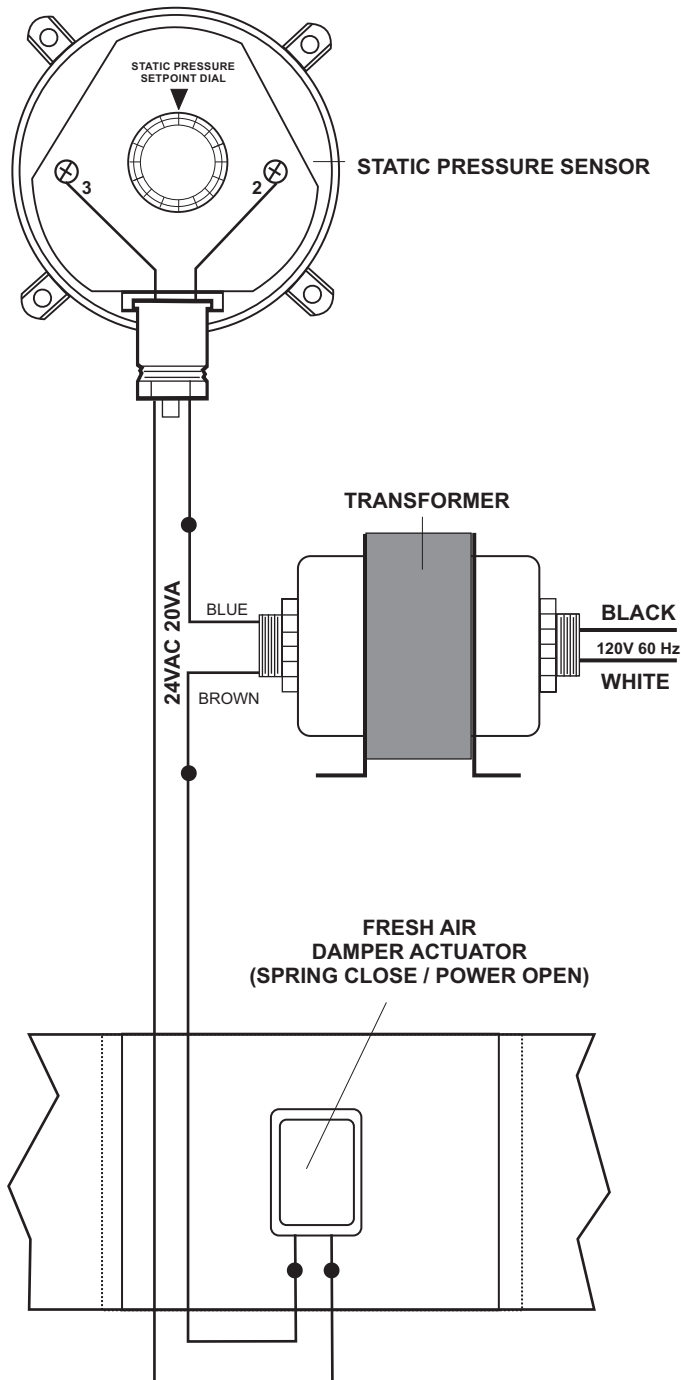 STATIC PRESSURE
SETPOINT DIAL
3
2
STATIC PRESSURE SENSOR
TRANSFORMER
24VAC 20VA
BLUE
BROWN
BLACK
120V 60 Hz
WHITE
FRESH AIR
DAMPER ACTUATOR
(SPRING CLOSE / POWER OPEN)